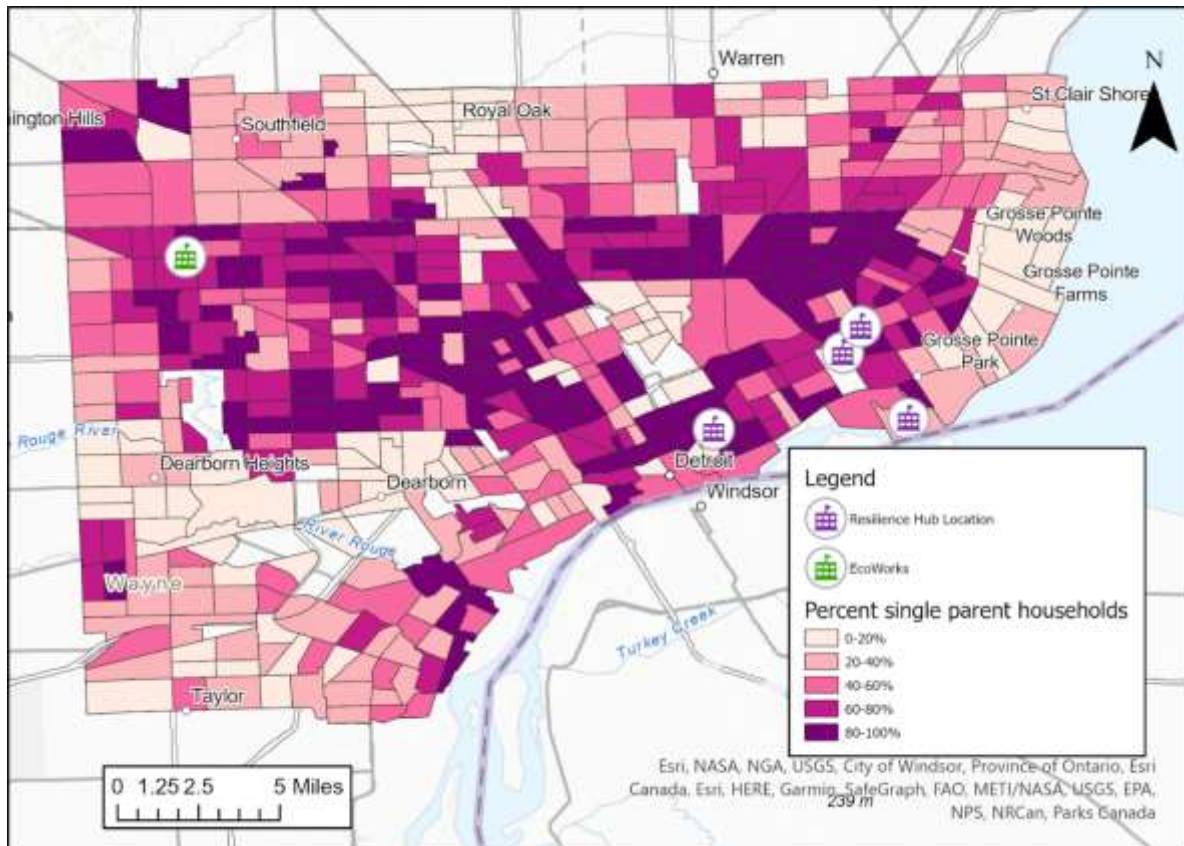 Warren
N
nington Hills
Southfield
Royal Oak
St Clair Shore
Grosse Pointe
Woods
Grosse Pointe
Farms
Grosse Pointe
Park
Rouge River
Dearborn Heights
Dearborn
Detroit
Windsor
River Rouge
Wayne
Turkey Creek
Taylor
Legend
Resilience Hub Location
EcoWorks
Percent single parent households
0-20%
20-40%
40-60%
60-80%
80-100%
0 1.25 2.5 5 Miles
Esri, NASA, NGA, USGS, City of Windsor, Province of Ontario, Esri
Canada, Esri, HERE, Garmin, SafeGraph, FAO, METI/NASA, USGS, EPA,
239 m
NPS, NRCan, Parks Canada